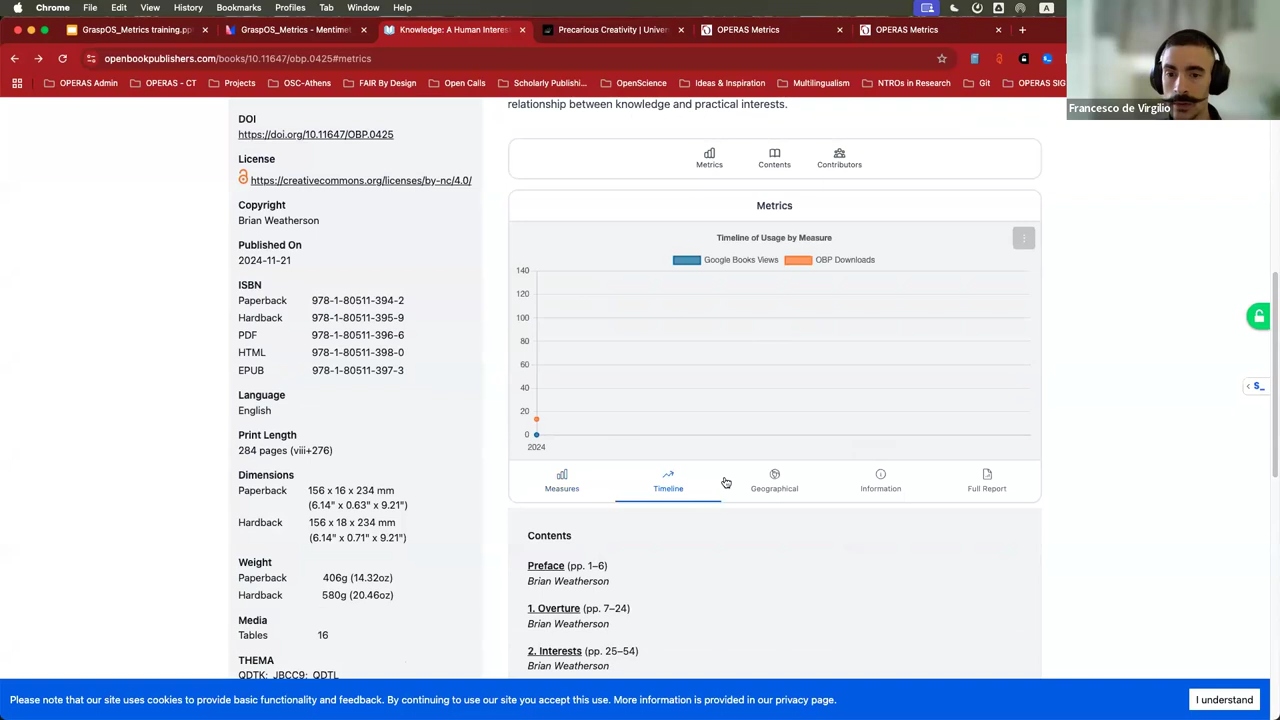 Chrome File Edit View History Bookmarks Profiles Tab Window Help
GraspOS_Metrics training.pp
GraspOS_Metrics - Mentimet
Knowledge: A Human Interes
Precarious Creativity | Univer
OPERAS Metrics
OPERAS Metrics
openbookpublishers.com/books/10.11647/obp.0425#metrics
OPERAS Admin
OPERAS - CT
Projects
OSC-Athens
FAIR By Design
Open Calls
Scholarly Publishi...
OpenScience
Ideas & Inspiration
Multilingualism
NTROs in Research
Git
OPERAS SIG
Francesco de Virgilio
DOI
https://doi.org/10.11647/OBP.0425
License
https://creativecommons.org/licenses/by-nc/4.0/
Copyright
Brian Weatherson
Published On
2024-11-21
ISBN
Paperback 978-1-80511-394-2
Hardback 978-1-80511-395-9
PDF 978-1-80511-396-6
HTML 978-1-80511-398-0
EPUB 978-1-80511-397-3
Language
English
Print Length
284 pages (viii+276)
Dimensions
Paperback 156 x 16 x 234 mm
(6.14" x 0.63" x 9.21")
Hardback 156 x 18 x 234 mm
(6.14" x 0.71" x 9.21")
Weight
Paperback 406g (14.32oz)
Hardback 580g (20.46oz)
Media
Tables 16
THEMA
QDTK; JBCC9; QDTL
relationship between knowledge and practical interests.
Metrics Contents Contributors
Metrics
Timeline of Usage by Measure
Google Books Views OBP Downloads
140
120
100
80
60
40
20
0
2024
Measures Timeline Geographical Information Full Report
Contents
Preface (pp. 1–6)
Brian Weatherson
1. Overture (pp. 7–24)
Brian Weatherson
2. Interests (pp. 25–54)
Brian Weatherson
S_
Please note that our site uses cookies to provide basic functionality and feedback. By continuing to use our site you accept this use. More information is provided in our privacy page.
I understand